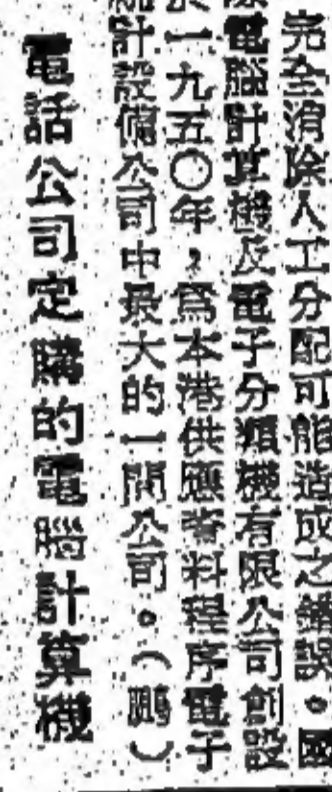 完全消除人工分配可能造成之錯誤。國
際電腦計算機及電子分類機有限公司創設
於一九五〇年，爲本港供應資料程序電子
計設備公司中最大的一間公司。（鵬）
電話公司定購的電腦計算機